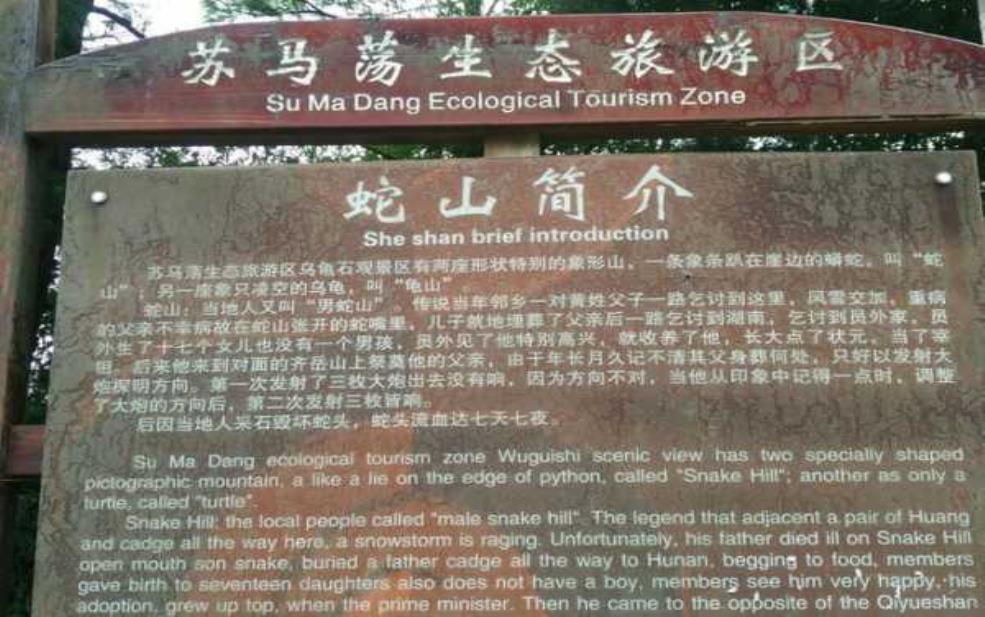 苏马荡生态旅游区
Su Ma Dang Ecological Tourism Zone
蛇山简介
She shan brief introduction
苏马荡生态旅游区乌龟石观景区有两座形状特别的象形山，一条象条趴在崖边的蟒蛇，叫“蛇
山”；另一座象只凌空的乌龟，叫“龟山”。
蛇山：当地人又叫“男蛇山”。传说当年邻乡一对黄姓父子一路乞讨到这里，风雪交加，重病
的父亲不幸病故在蛇山张开的蛇嘴里，儿子就地埋葬了父亲后一路乞讨到湖南，乞讨到员外家，员
外生了十七个女儿也没有一个男孩，员外见了他特别高兴，就收养了他，长大点了状元，当了宰
相。后来他来到对面的齐岳山上祭奠他的父亲，由于年长月久记不清其父身葬何处，只好以发射大
炮探明方向。第一次发射了三枚大炮出去没有响，因为方向不对，当他从印象中记得一点时，调整
了大炮的方向后，第二次发射三枚皆响。
后因当地人采石毁坏蛇头，蛇头流血达七天七夜。
Su Ma Dang ecological tourism zone Wuguishi scenic view has two specially shaped
pictographic mountain, a like a lie on the edge of python, called "Snake Hill"; another as only a
turtle, called "turtle".
Snake Hill: the local people called "male snake hill". The legend that adjacent a pair of Huang
and cadge all the way here, a snowstorm is raging. Unfortunately, his father died ill on Snake Hill
open mouth son snake, buried a father cadge all the way to Hunan, begging to food, members
gave birth to seventeen daughters also does not have a boy, members see him very happy, his
adoption, grew up top, when the prime minister. Then he came to the opposite of the Qiyueshan